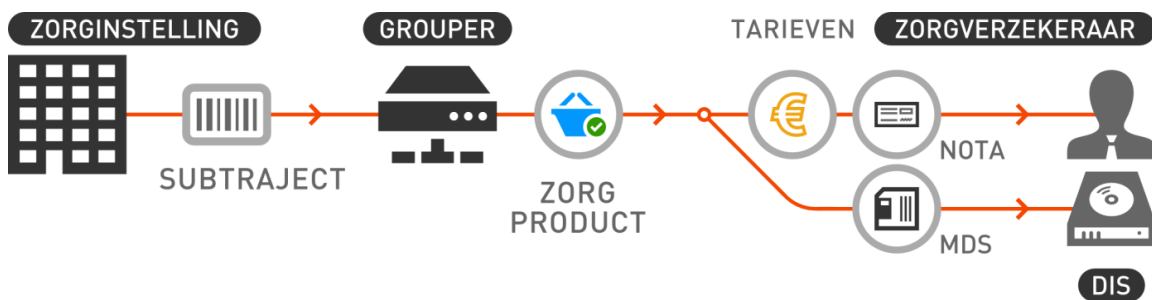 ZORGINSTELLING
GROUPER
TARIEVEN
ZORGVERZEKERAAR
SUBTRAJECT
ZORG
PRODUCT
NOTA
MDS
DIS